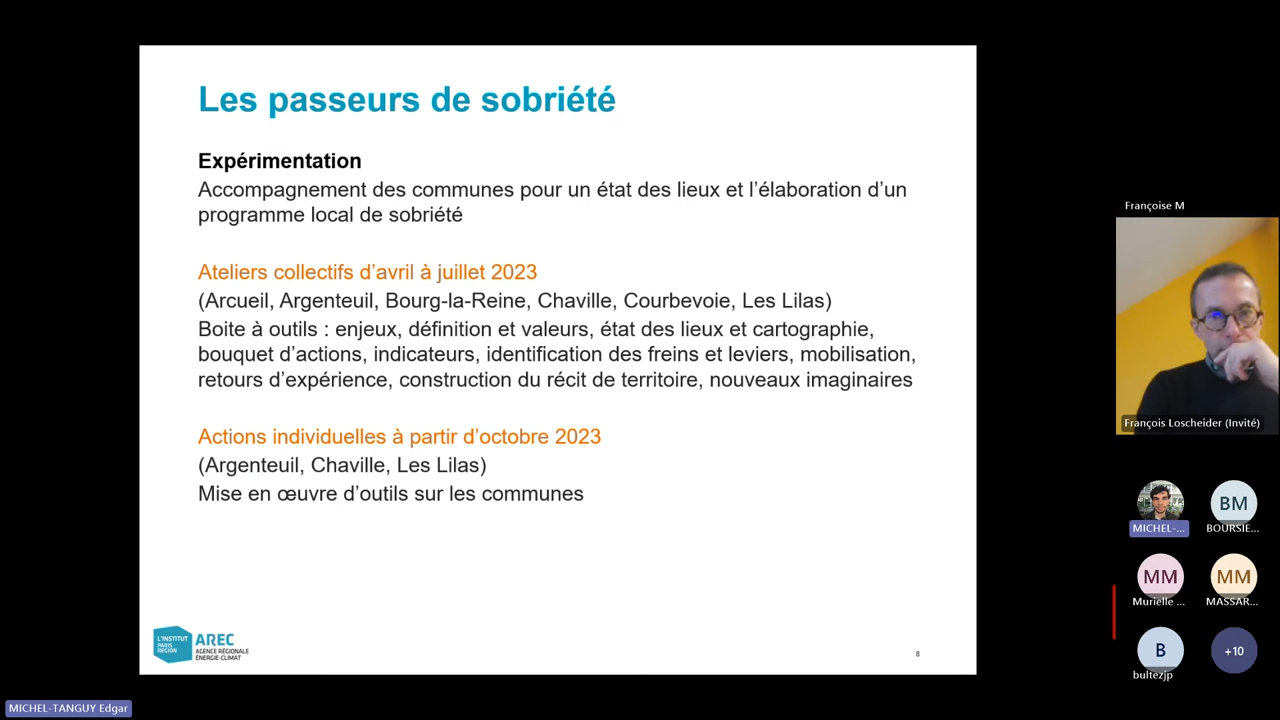 Les passeurs de sobriété
Expérimentation
Accompagnement des communes pour un état des lieux et l’élaboration d’un
programme local de sobriété
Ateliers collectifs d’avril à juillet 2023
(Arcueil, Argenteuil, Bourg-la-Reine, Chaville, Courbevoie, Les Lilas)
Boite à outils : enjeux, définition et valeurs, état des lieux et cartographie,
bouquet d’actions, indicateurs, identification des freins et leviers, mobilisation,
retours d’expérience, construction du récit de territoire, nouveaux imaginaires
Actions individuelles à partir d’octobre 2023
(Argenteuil, Chaville, Les Lilas)
Mise en œuvre d’outils sur les communes
L'INSTITUT
PARIS
REGION
AREC
AGENCE RÉGIONALE
ÉNERGIE-CLIMAT
8
Françoise M
François Loscheider (Invité)
MICHEL-...
BM
BOURSIE...
MM
Murielle ...
MM
MASSAR...
B
bultezjp
+10
MICHEL-TANGUY Edgar